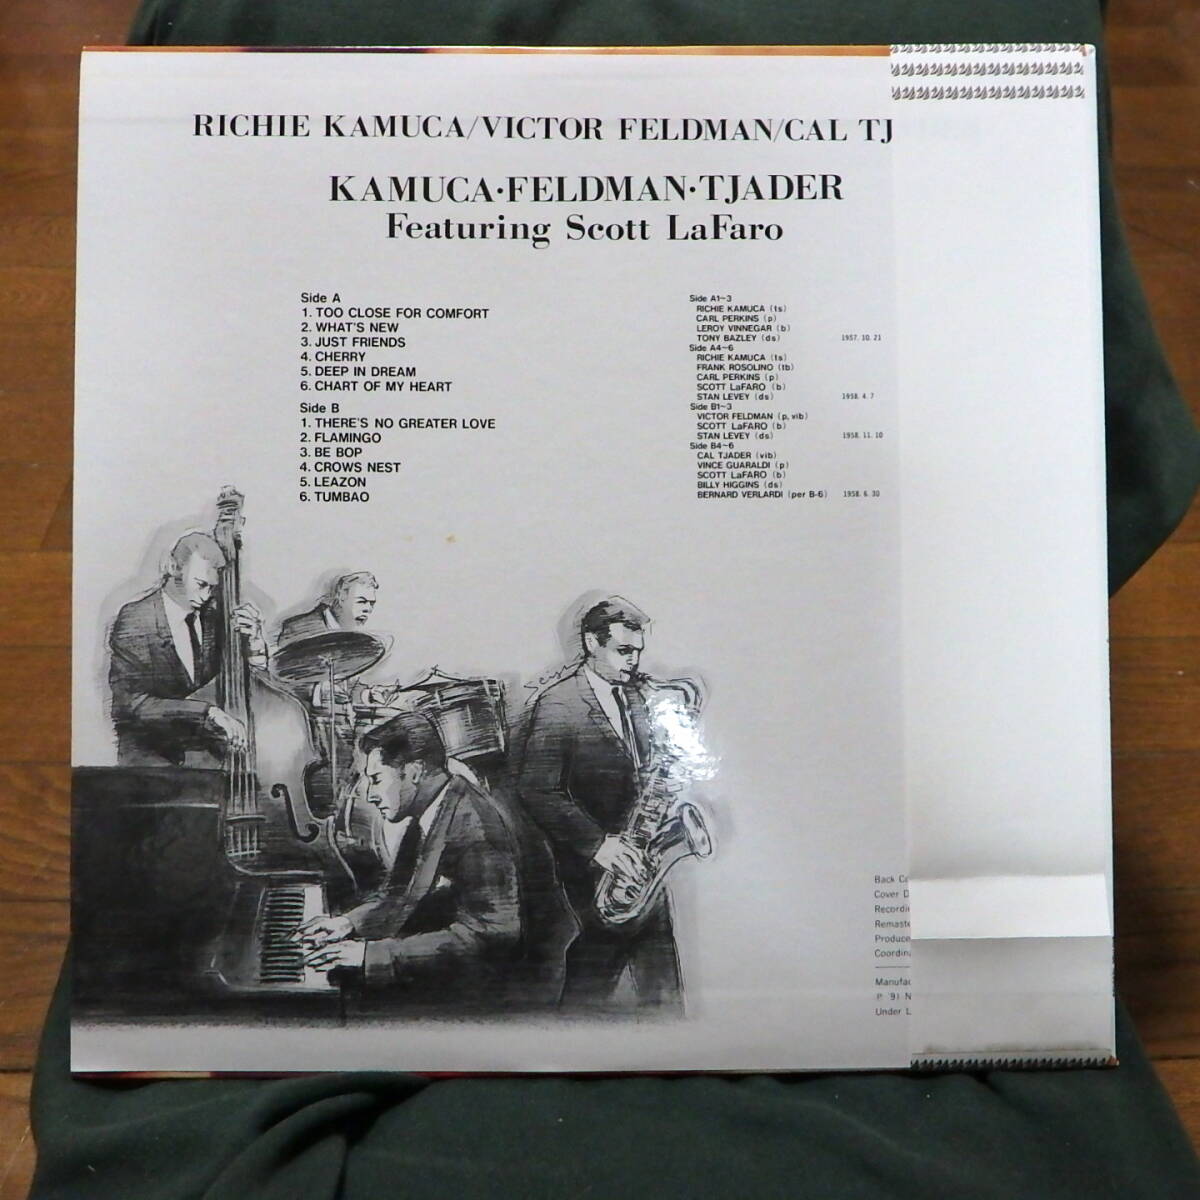 RICHIE KAMUCA/VICTOR FELDMAN/CAL TJ
KAMUCA·FELDMAN·TJADER
Featuring Scott LaFaro
Side A
1. TOO CLOSE FOR COMFORT
2. WHAT'S NEW
3. JUST FRIENDS
4. CHERRY
5. DEEP IN DREAM
6. CHART OF MY HEART
Side B
1. THERE'S NO GREATER LOVE
2. FLAMINGO
3. BE BOP
4. CROWS NEST
5. LEAZON
6. TUMBAO
Side A1~3
RICHIE KAMUCA (ts)
CARL PERKINS (p)
LEROY VINNEGAR (b)
TONY BAZLEY (ds) 1957. 10. 21
Side A4~6
RICHIE KAMUCA (ts)
FRANK ROSOLINO (tb)
CARL PERKINS (p)
SCOTT LaFARO (b)
STAN LEVEY (ds) 1958. 4. 7
Side B1~3
VICTOR FELDMAN (p, vib)
SCOTT LaFARO (b)
STAN LEVEY (ds) 1958. 11. 10
Side B4~6
CAL TJADER (vib)
VINCE GUARALDI (p)
SCOTT LaFARO (b)
BILLY HIGGINS (ds)
BERNARD VERLARDI (per B-6) 1958. 6. 30
Back Co
Cover D
Recordi
Remaste
Produce
Coordina
Manufac
P '91 N
Under L